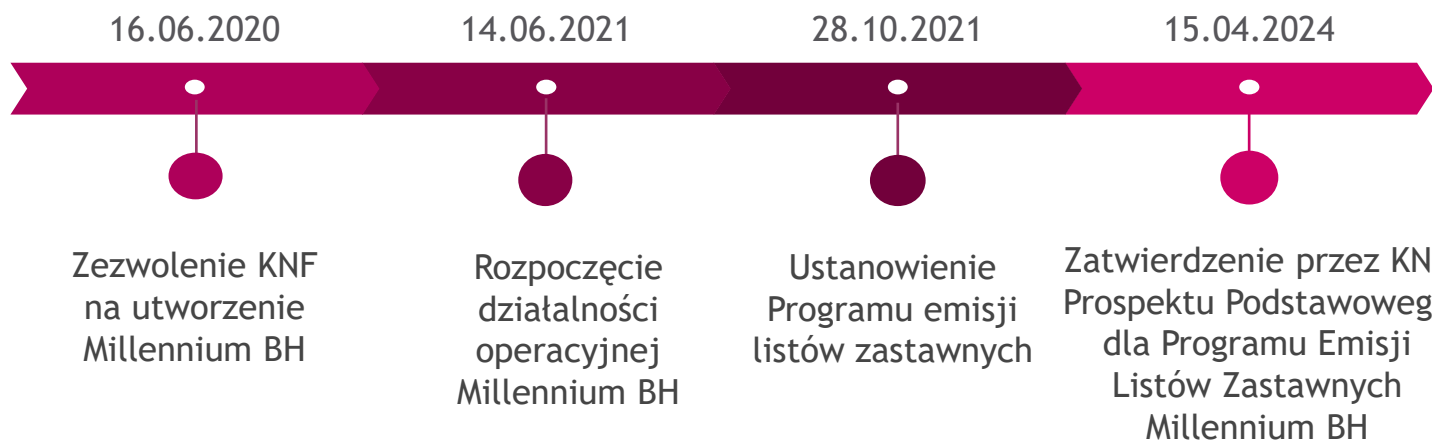 16.06.2020
14.06.2021
28.10.2021
15.04.2024
Zezwolenie KNF
na utworzenie
Millennium BH
Rozpoczęcie
działalności
operacyjnej
Millennium BH
Ustanowienie
Programu emisji
listów zastawnych
Zatwierdzenie przez KN
Prospektu Podstawoweg
dla Programu Emisji
Listów Zastawnych
Millennium BH